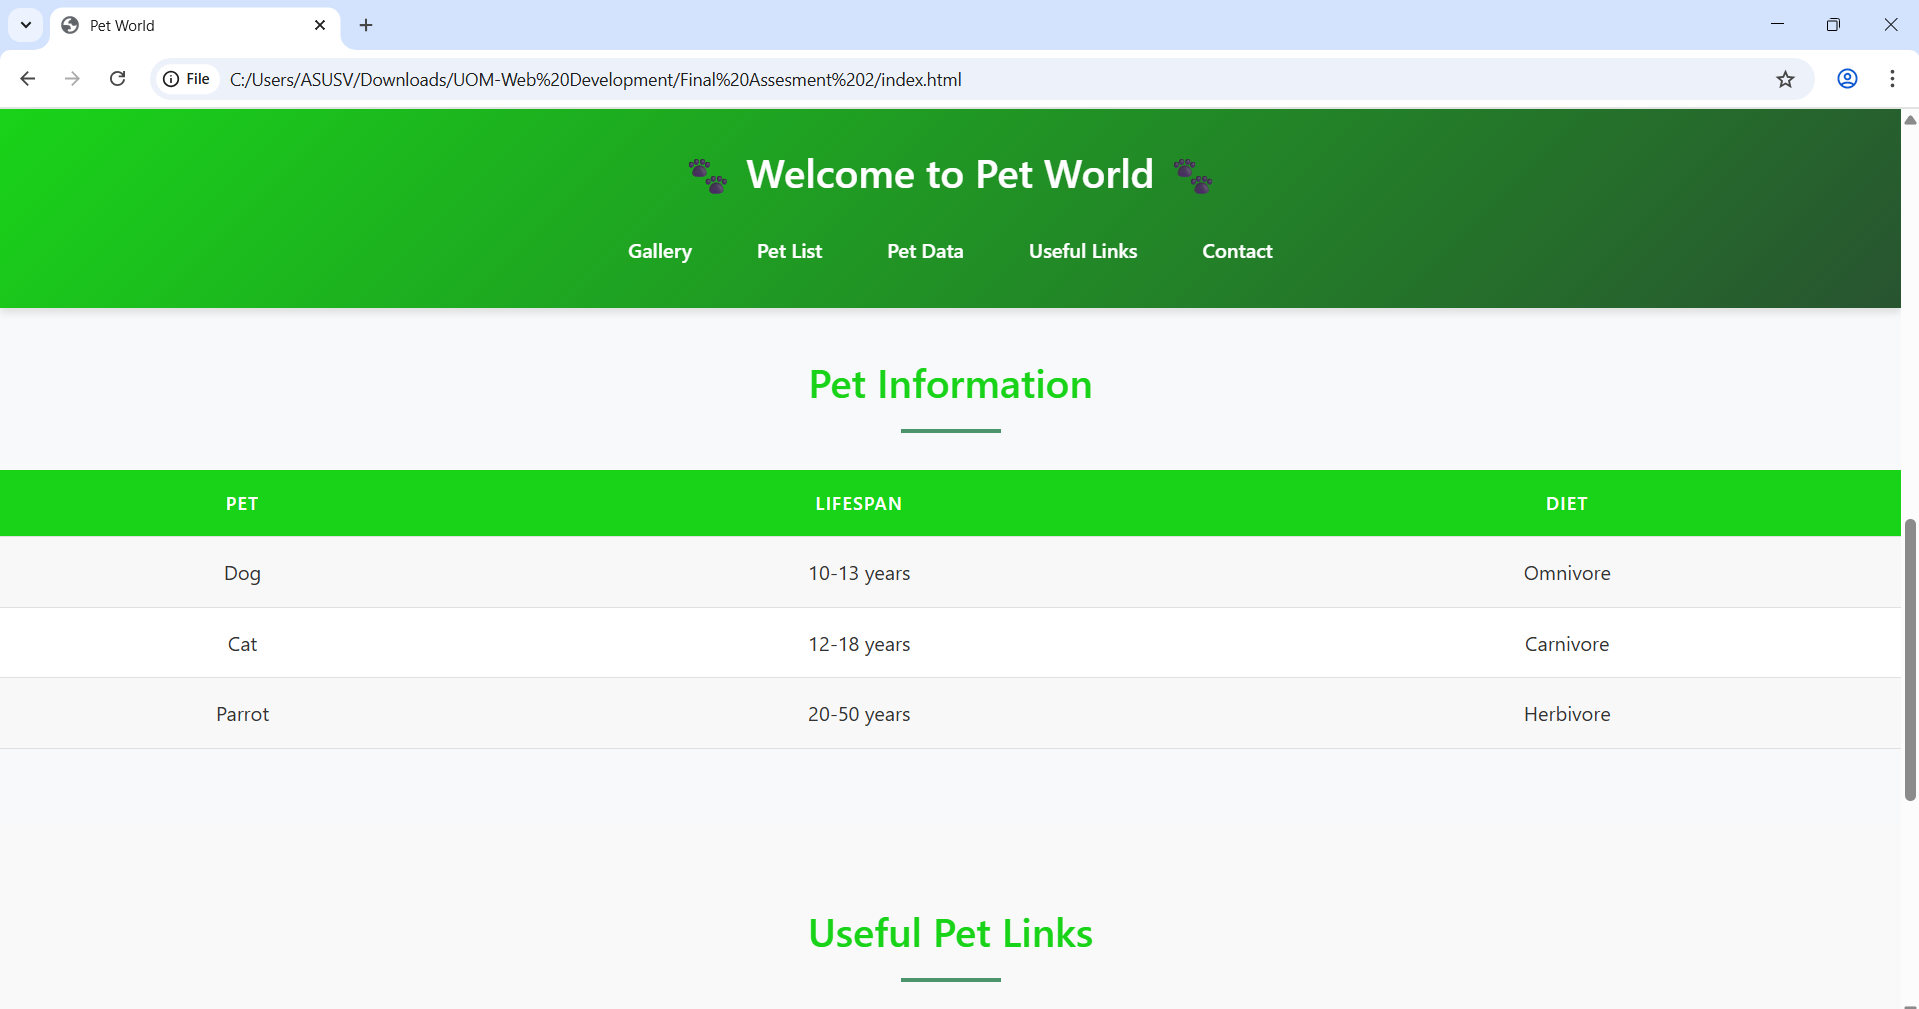 Pet World
File C:/Users/ASUSV/Downloads/UOM-Web%20Development/Final%20Assesment%202/index.html
Welcome to Pet World
Gallery Pet List Pet Data Useful Links Contact
Pet Information
PET LIFESPAN DIET
Dog 10-13 years Omnivore
Cat 12-18 years Carnivore
Parrot 20-50 years Herbivore
Useful Pet Links